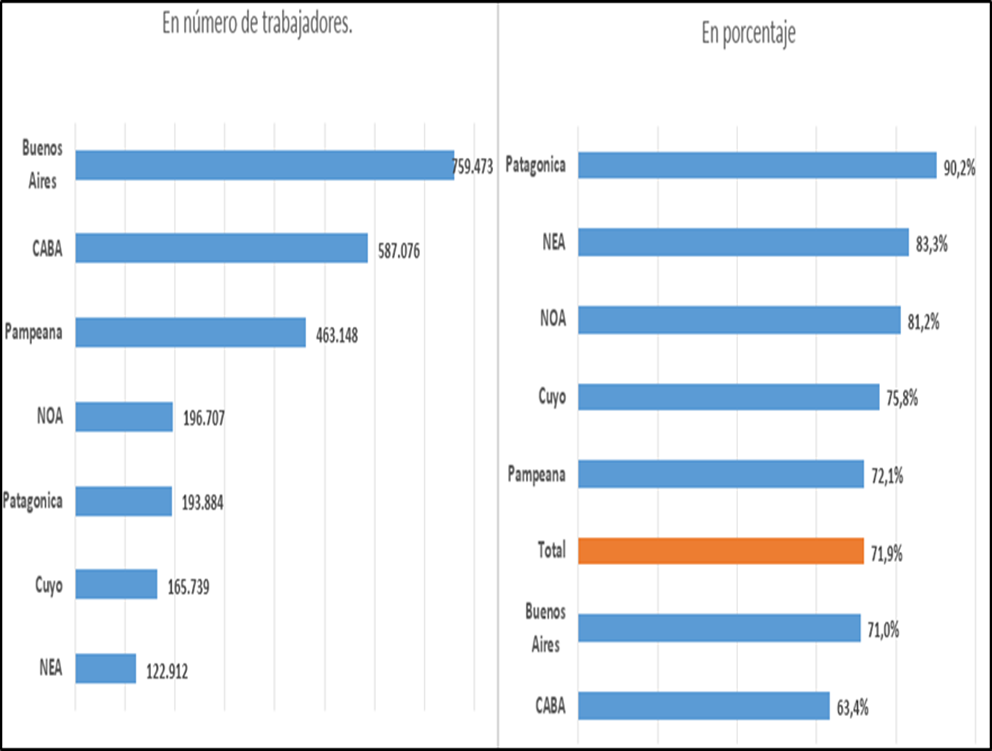 En número de trabajadores.
Buenos
Aires
759.473
CABA
587.076
Pampeana
463.148
NOA
196.707
Patagonica
193.884
Cuyo
165.739
NEA
122.912
En porcentaje
Patagonica
90,2%
NEA
83,3%
NOA
81,2%
Cuyo
75,8%
Pampeana
72,1%
Total
71,9%
Buenos
Aires
71,0%
CABA
63,4%